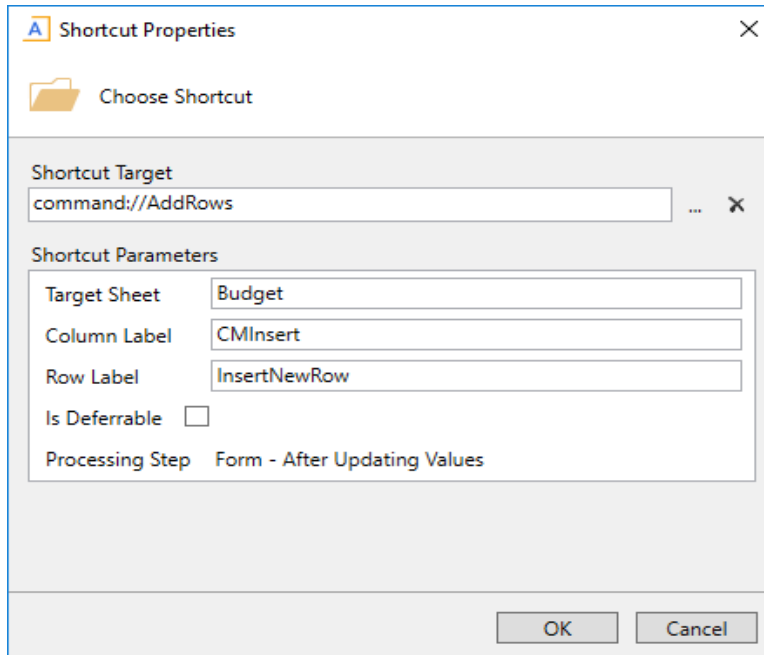 A Shortcut Properties
Choose Shortcut
Shortcut Target
command://AddRows
...
Shortcut Parameters
Target Sheet Budget
Column Label CMInsert
Row Label InsertNewRow
Is Deferrable
Processing Step Form - After Updating Values
OK Cancel